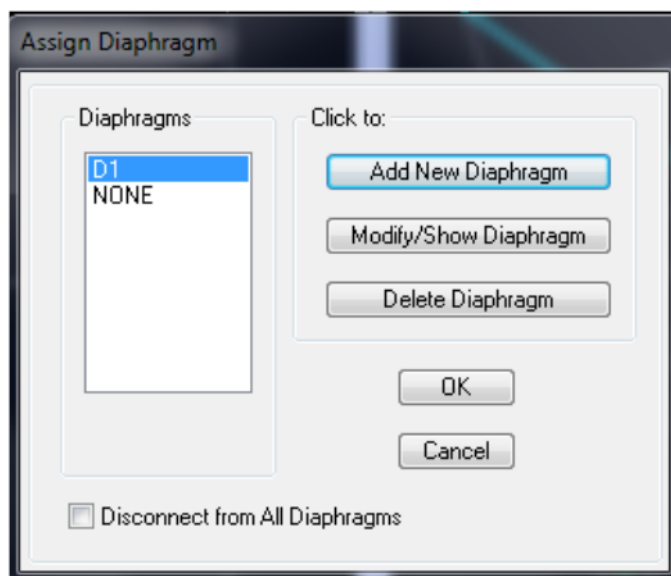 Assign Diaphragm
Diaphragms
D1
NONE
Click to:
Add New Diaphragm
Modify/Show Diaphragm
Delete Diaphragm
OK
Cancel
Disconnect from All Diaphragms